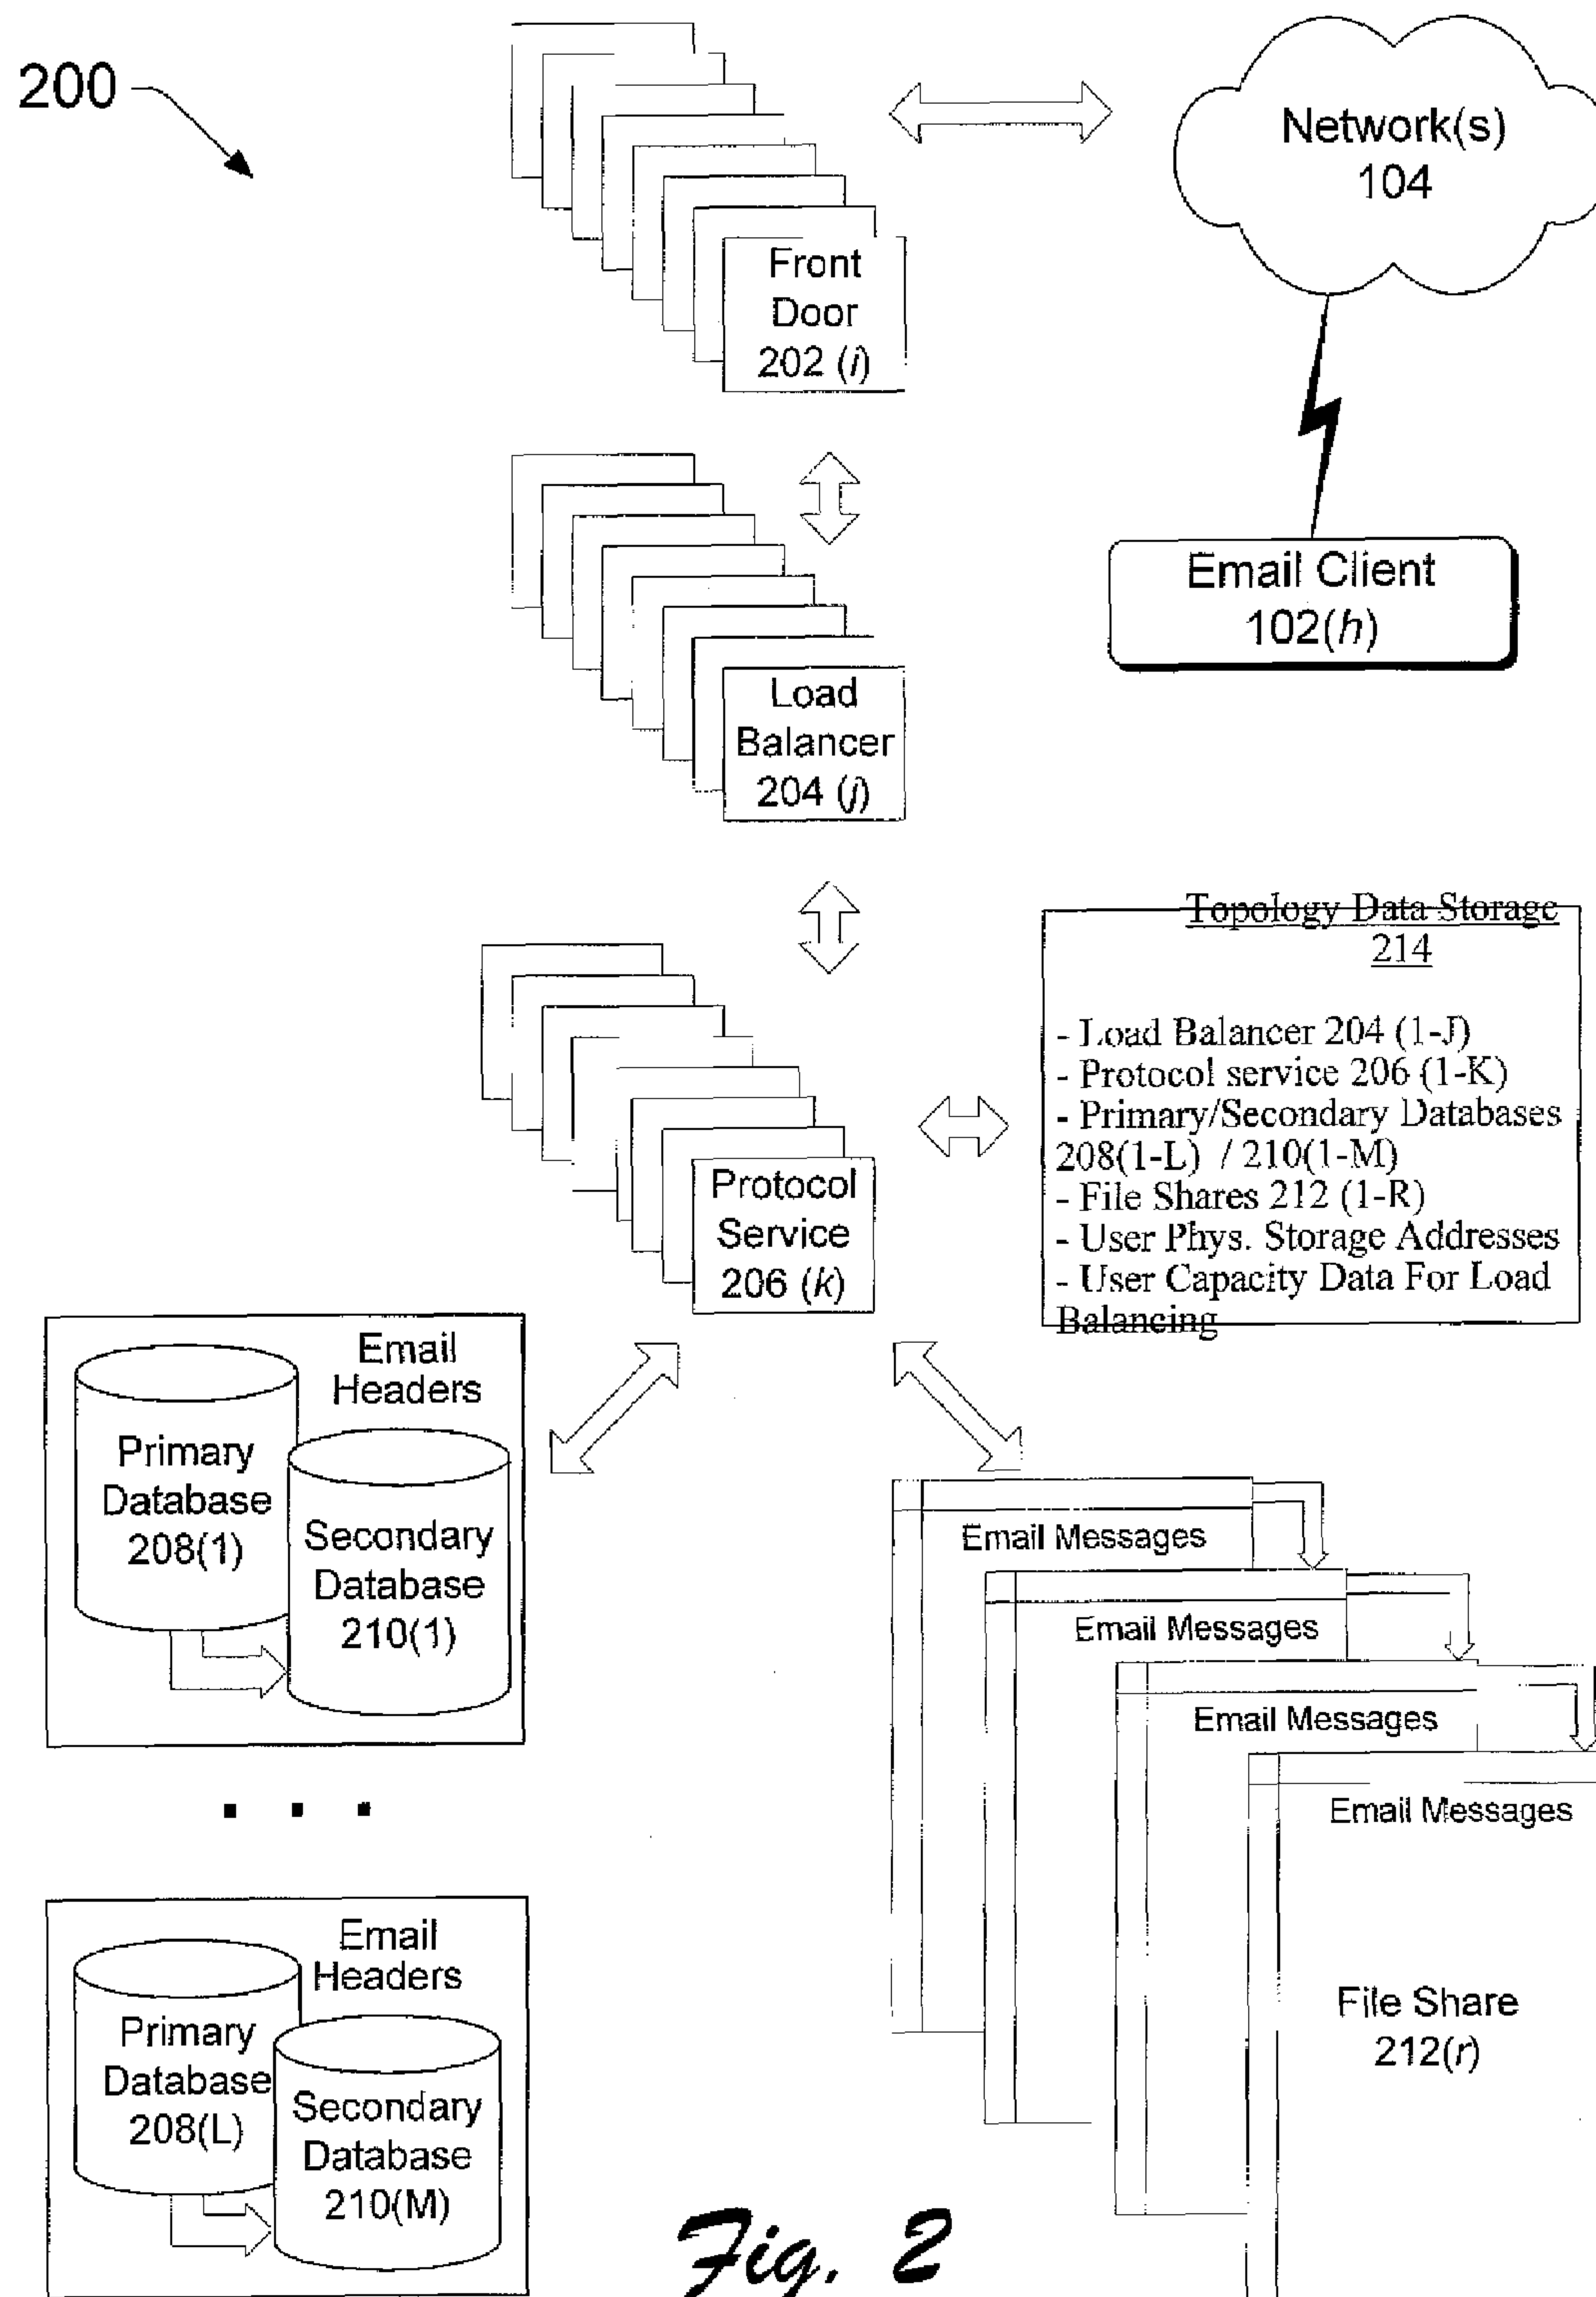 200
Network(s)
104
Front
Door
202 (i)
Email Client
102(h)
Load
Balancer
204 (j)
Topology Data Storage
214
- Load Balancer 204 (1-J)
- Protocol service 206 (1-K)
- Primary/Secondary Databases
208(1-L) / 210(1-M)
- File Shares 212 (1-R)
- User Phys. Storage Addresses
- User Capacity Data For Load
Balancing
Protocol
Service
206 (k)
Email
Headers
Primary
Database
208(1)
Secondary
Database
210(1)
Email Messages
Email Messages
Email Messages
Email Messages
File Share
212(r)
Email
Headers
Primary
Database
208(L)
Secondary
Database
210(M)
Fig. 2